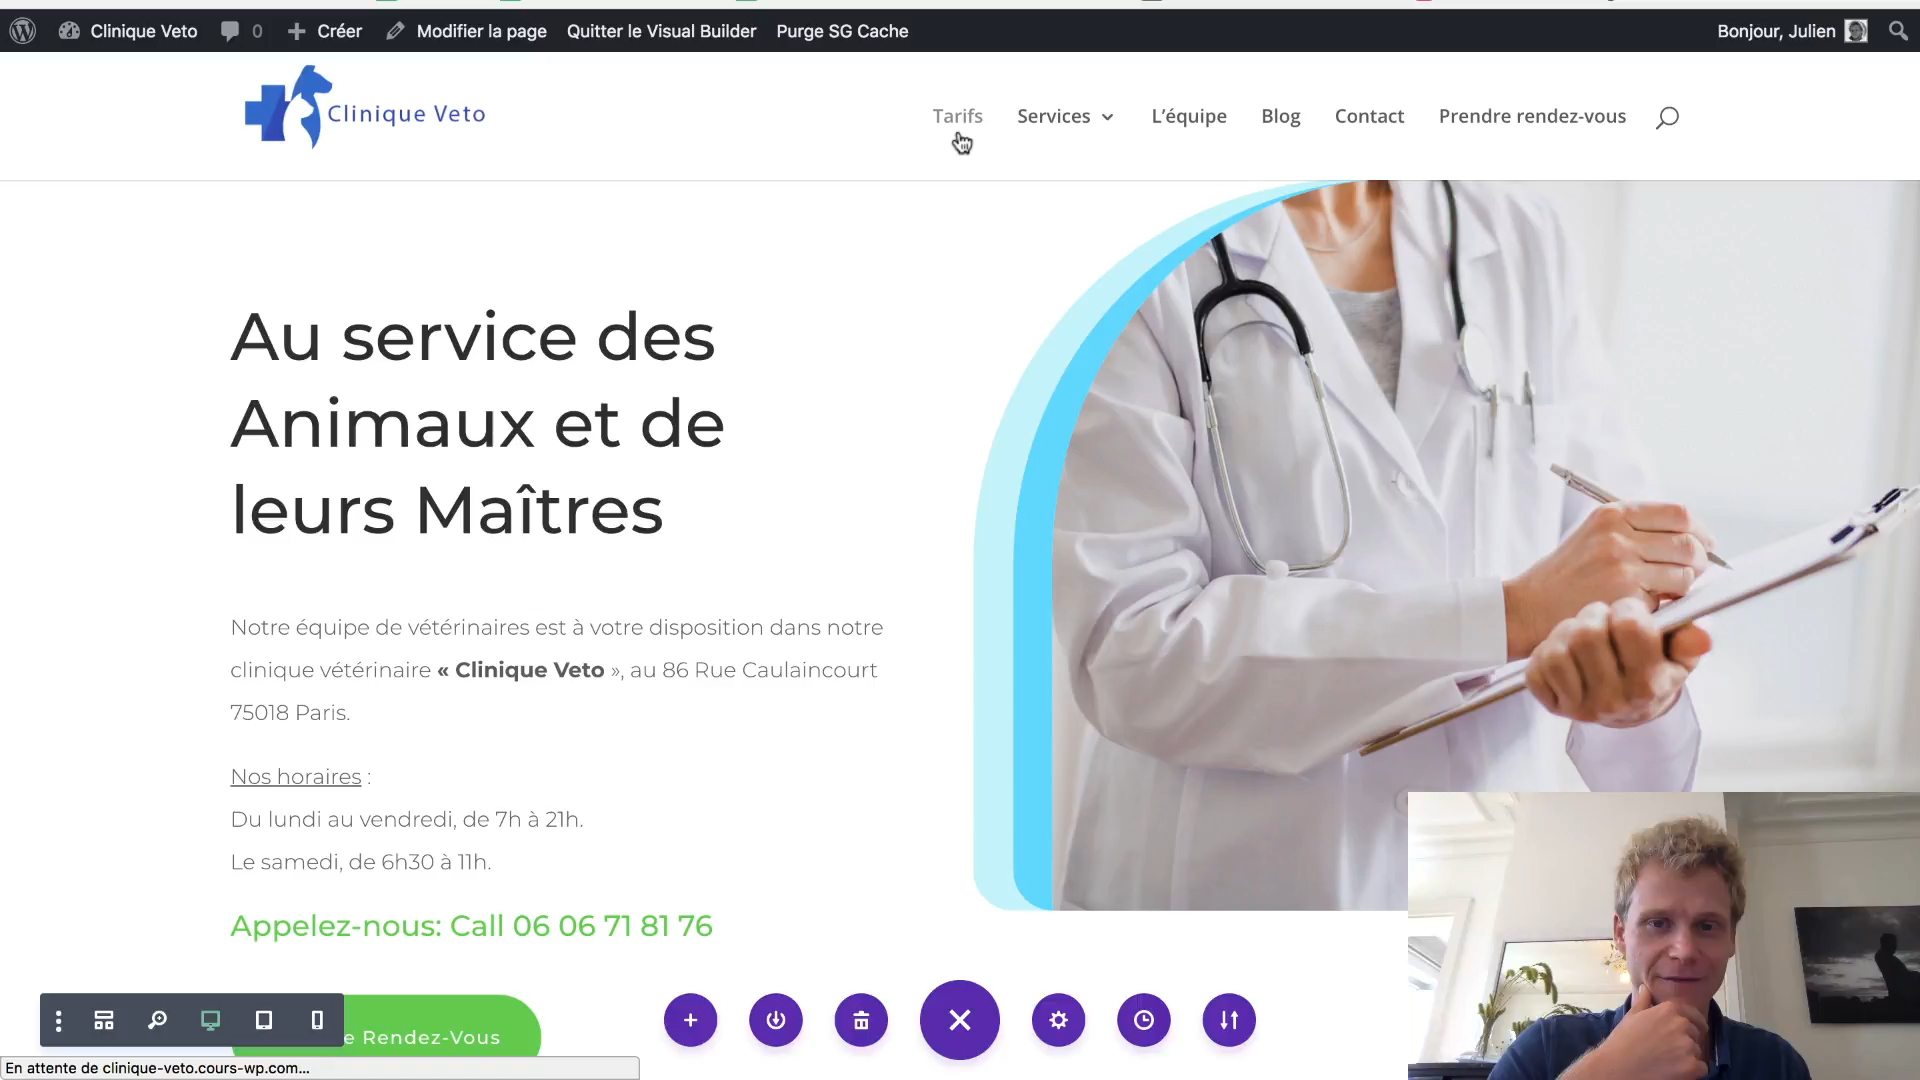 Clinique Veto 0 Créer Modifier la page Quitter le Visual Builder Purge SG Cache Bonjour, Julien
Clinique Veto
Tarifs Services L’équipe Blog Contact Prendre rendez-vous
Au service des
Animaux et de
leurs Maîtres
Notre équipe de vétérinaires est à votre disposition dans notre
clinique vétérinaire « Clinique Veto », au 86 Rue Caulaincourt
75018 Paris.
Nos horaires :
Du lundi au vendredi, de 7h à 21h.
Le samedi, de 6h30 à 11h.
Appelez-nous: Call 06 06 71 81 76
e Rendez-Vous
En attente de clinique-veto.cours-wp.com...